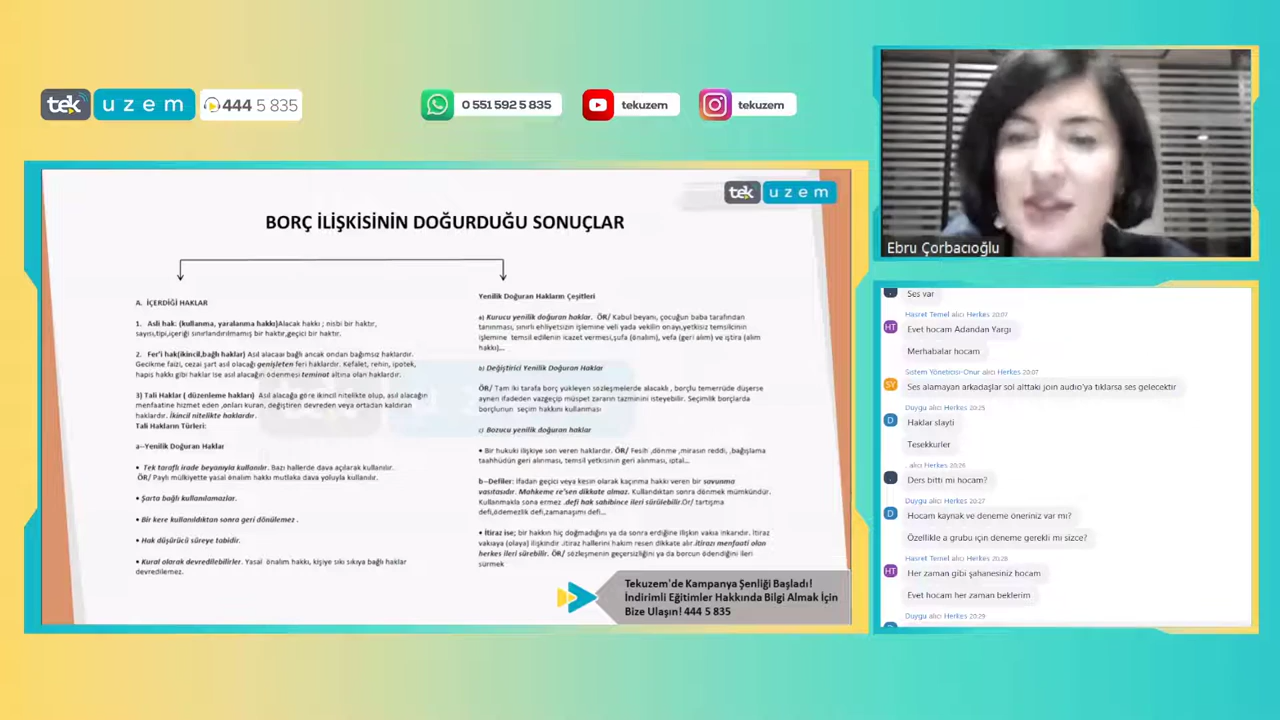 tek uzem 444 5 835
0 551 592 5 835
tekuzem
tekuzem
tek uzem
BORÇ İLİŞKİSİNİN DOĞURDUĞU SONUÇLAR
A. İÇERDİĞİ HAKLAR
1. Asli hak: (kullanma, yaralanma hakkı)Alacak hakkı ; nisbi bir haktır,
sayısı,tipi,içeriği sınırlandırılmamış bir haktır,geçici bir haktır.
2. Fer'i hak(ikincil,bağlı haklar) Asıl alacaaı bağlı ancak ondan bağımsız haklardır.
Gecikme faizi, cezai şart asıl olacağı genişleten feri haklardır. Kefalet, rehin, ipotek,
hapis hakkı gibi haklar ise asıl alacağın ödenmesi teminat altına olan haklardır.
3) Tali Haklar ( düzenleme hakları) Asıl alacağa göre ikincil nitelikte olup, asıl alacağın
menfaatine hizmet eden ,onları kuran, değiştiren devreden veya ortadan kaldıran
haklardır. İkincil nitelikte haklardır.
Tali Hakların Türleri:
a--Yenilik Doğuran Haklar
• Tek taraflı irade beyanıyla kullanılır. Bazı hallerde dava açılarak kullanılır.
ÖR/ Paylı mülkiyette yasal önalım hakkı mutlaka dava yoluyla kullanılır.
• Şarta bağlı kullanılamazlar.
• Bir kere kullanıldıktan sonra geri dönülemez .
• Hak düşürücü süreye tabidir.
• Kural olarak devredilebilirler. Yasal önalım hakkı, kişiye sıkı sıkıya bağlı haklar
devredilemez.
Yenilik Doğuran Hakların Çeşitleri
a) Kurucu yenilik doğuran haklar. ÖR/ Kabul beyanı, çocuğun baba tarafından
tanınması, sınırlı ehliyetsizin işlemine veli yada vekilin onayı,yetkisiz temsilcinin
işlemine temsil edilenin icazet vermesi,şufa (önalım), vefa (geri alım) ve iştira (alım
hakkı)...
b) Değiştirici Yenilik Doğuran Haklar
ÖR/ Tam iki tarafa borç yükleyen sözleşmelerde alacaklı , borçlu temerrüde düşerse
aynen ifadeden vazgeçip müspet zararın tazminini isteyebilir. Seçimlik borçlarda
borçlunun seçim hakkını kullanması
c) Bozucu yenilik doğuran haklar
• Bir hukuki ilişkiye son veren haklardır. ÖR/ Fesih ,dönme ,mirasın reddi, ,bağışlama
taahhüdün geri alınması, temsil yetkisinin geri alınması, iptal...
b--Defiler: İfadan geçici veya kesin olarak kaçınma hakkı veren bir savunma
vasıtasıdır. Mahkeme re'sen dikkate almaz. Kullandıktan sonra dönmek mümkündür.
Kullanmakla sona ermez .defi hak sahibince ileri sürülebilir.Ör/ tartışma
defi,ödemezlik defi,zamanaşımı defi...
• İtiraz ise; bir hakkın hiç doğmadığını ya da sonra erdiğine ilişkin vakıa inkarıdır. İtiraz
vakıaya (olaya) ilişkindir .itiraz hallerini hakim resen dikkate alır.itirazı menfaati olan
herkes ileri sürebilir. ÖR/ sözleşmenin geçersizliğini ya da borcun ödendiğini ileri
sürmek
Tekuzem'de Kampanya Şenliği Başladı!
İndirimli Eğitimler Hakkında Bilgi Almak İçin
Bize Ulaşın! 444 5 835
Ebru Çorbacıoğlu
Ses var
Hasret Temel alıcı Herkes 20:07
HT Evet hocam Adandan Yargı
Merhabalar hocam
Sistem Yöneticisi-Onur alıcı Herkes 20:07
SY Ses alamayan arkadaşlar sol alttaki join audio'ya tıklarsa ses gelecektir
Duygu alıcı Herkes 20:25
D Haklar slayti
Tesekkurler
. alıcı Herkes 20:26
Ders bitti mi hocam?
Duygu alıcı Herkes 20:27
D Hocam kaynak ve deneme öneriniz var mı?
Özellikle a grubu için deneme gerekli mı sizce?
Hasret Temel alıcı Herkes 20:28
HT Her zaman gibi şahanesiniz hocam
Evet hocam her zaman beklerim
Duygu alıcı Herkes 20:29